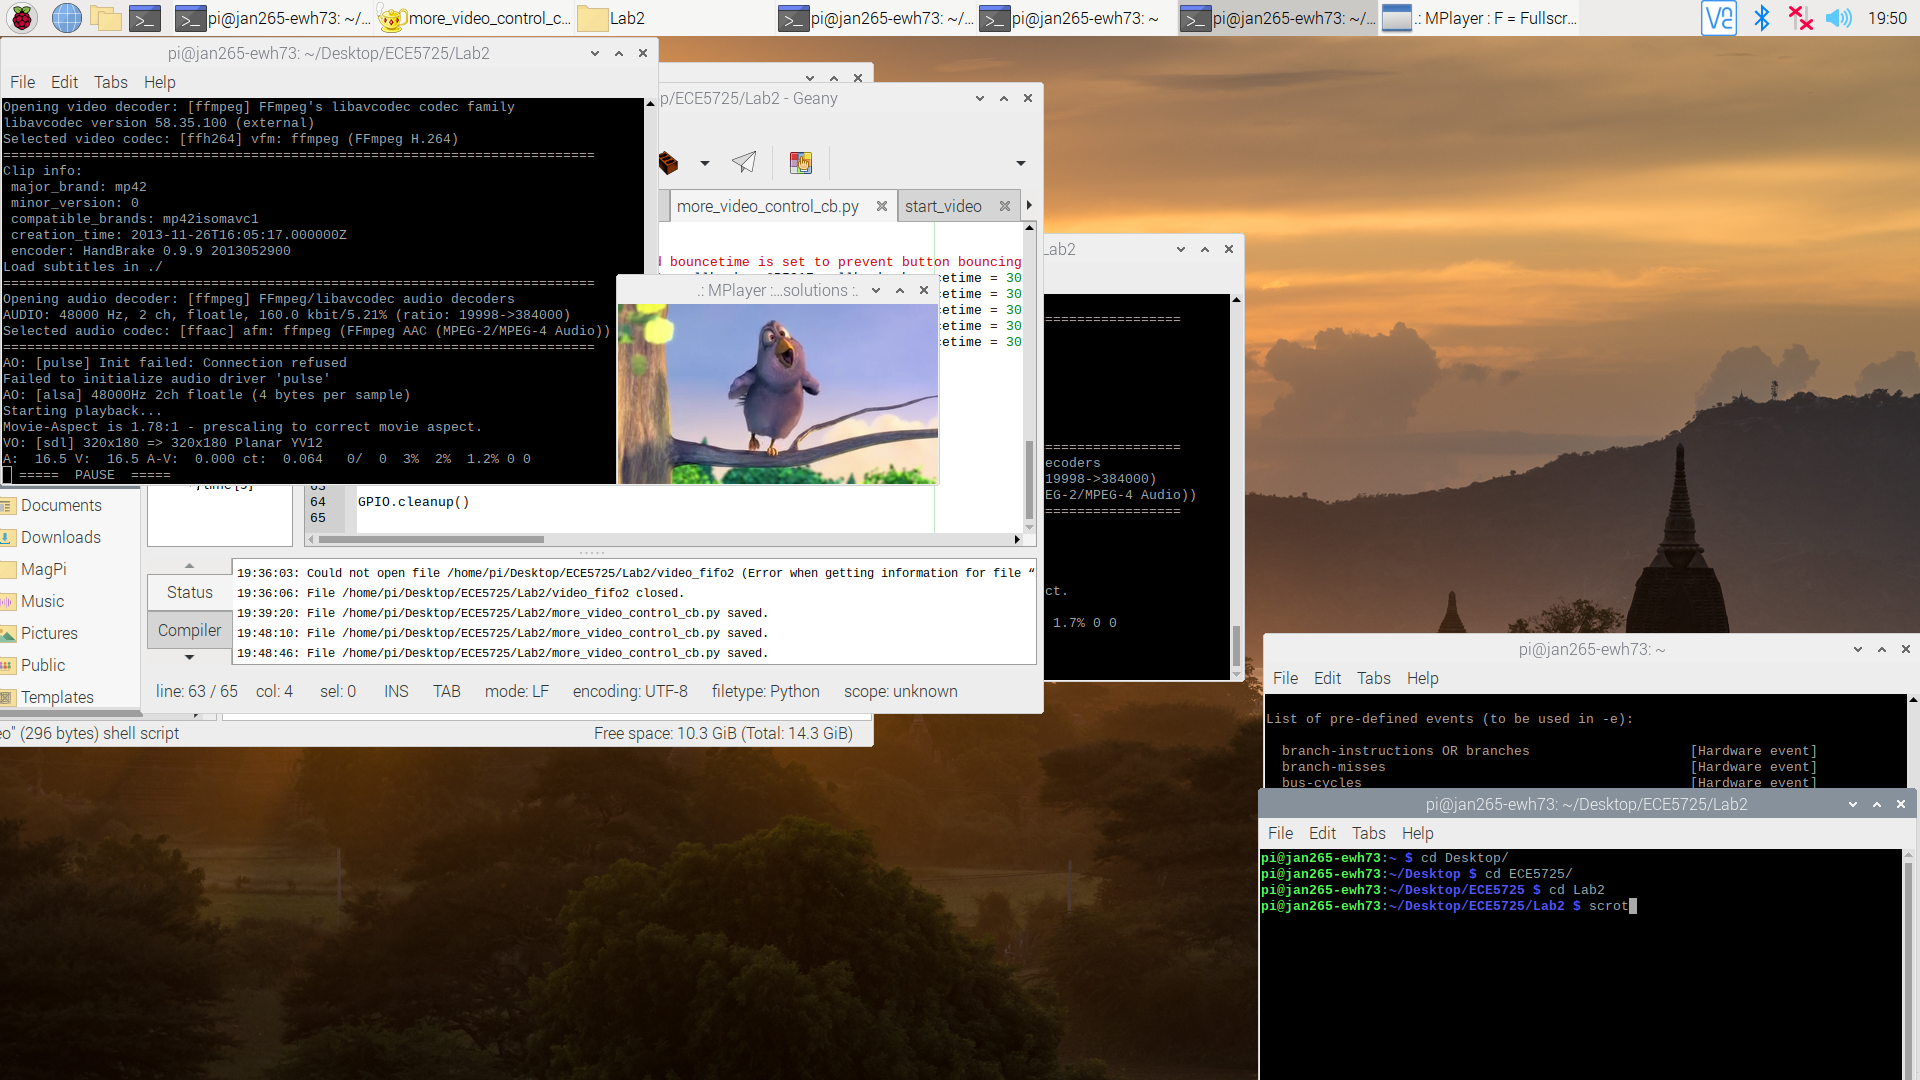 pi@jan265-ewh73: ~/...
more_video_control_c...
Lab2
pi@jan265-ewh73: ~/...
pi@jan265-ewh73: ~
pi@jan265-ewh73: ~/...
.: MPlayer : F = Fullscr...
19:50
pi@jan265-ewh73: ~/Desktop/ECE5725/Lab2
File Edit Tabs Help
Opening video decoder: [ffmpeg] FFmpeg's libavcodec codec family
libavcodec version 58.35.100 (external)
Selected video codec: [ffh264] vfm: ffmpeg (FFmpeg H.264)
==========================================================================
Clip info:
major_brand: mp42
minor_version: 0
compatible_brands: mp42isomavc1
creation_time: 2013-11-26T16:05:17.000000Z
encoder: HandBrake 0.9.9 2013052900
Load subtitles in ./
==========================================================================
Opening audio decoder: [ffmpeg] FFmpeg/libavcodec audio decoders
AUDIO: 48000 Hz, 2 ch, floatle, 160.0 kbit/5.21% (ratio: 19998->384000)
Selected audio codec: [ffaac] afm: ffmpeg (FFmpeg AAC (MPEG-2/MPEG-4 Audio))
==========================================================================
AO: [pulse] Init failed: Connection refused
Failed to initialize audio driver 'pulse'
AO: [alsa] 48000Hz 2ch floatle (4 bytes per sample)
Starting playback...
Movie-Aspect is 1.78:1 - prescaling to correct movie aspect.
VO: [sdl] 320x180 => 320x180 Planar YV12
A:  16.5 V:  16.5 A-V:  0.000 ct:  0.064   0/  0  3%  2%  1.2% 0 0
=====  PAUSE  =====
p/ECE5725/Lab2 - Geany
more_video_control_cb.py
start_video
bouncetime is set to prevent button bouncing
cetime = 30
cetime = 30
cetime = 30
cetime = 30
cetime = 30
.: MPlayer :...solutions :.
64 GPIO.cleanup()
65
Status
Compiler
19:36:03: Could not open file /home/pi/Desktop/ECE5725/Lab2/video_fifo2 (Error when getting information for file “
19:36:06: File /home/pi/Desktop/ECE5725/Lab2/video_fifo2 closed.
19:39:20: File /home/pi/Desktop/ECE5725/Lab2/more_video_control_cb.py saved.
19:48:10: File /home/pi/Desktop/ECE5725/Lab2/more_video_control_cb.py saved.
19:48:46: File /home/pi/Desktop/ECE5725/Lab2/more_video_control_cb.py saved.
line: 63 / 65 col: 4 sel: 0 INS TAB mode: LF encoding: UTF-8 filetype: Python scope: unknown
Documents
Downloads
MagPi
Music
Pictures
Public
Templates
eo" (296 bytes) shell script
Free space: 10.3 GiB (Total: 14.3 GiB)
Lab2
=================
=================
ecoders
19998->384000)
EG-2/MPEG-4 Audio))
=================
ct.
1.7% 0 0
pi@jan265-ewh73: ~
File Edit Tabs Help
List of pre-defined events (to be used in -e):
branch-instructions OR branches [Hardware event]
branch-misses [Hardware event]
bus-cycles [Hardware event]
pi@jan265-ewh73: ~/Desktop/ECE5725/Lab2
File Edit Tabs Help
pi@jan265-ewh73:~ $ cd Desktop/
pi@jan265-ewh73:~/Desktop $ cd ECE5725/
pi@jan265-ewh73:~/Desktop/ECE5725 $ cd Lab2
pi@jan265-ewh73:~/Desktop/ECE5725/Lab2 $ scrot